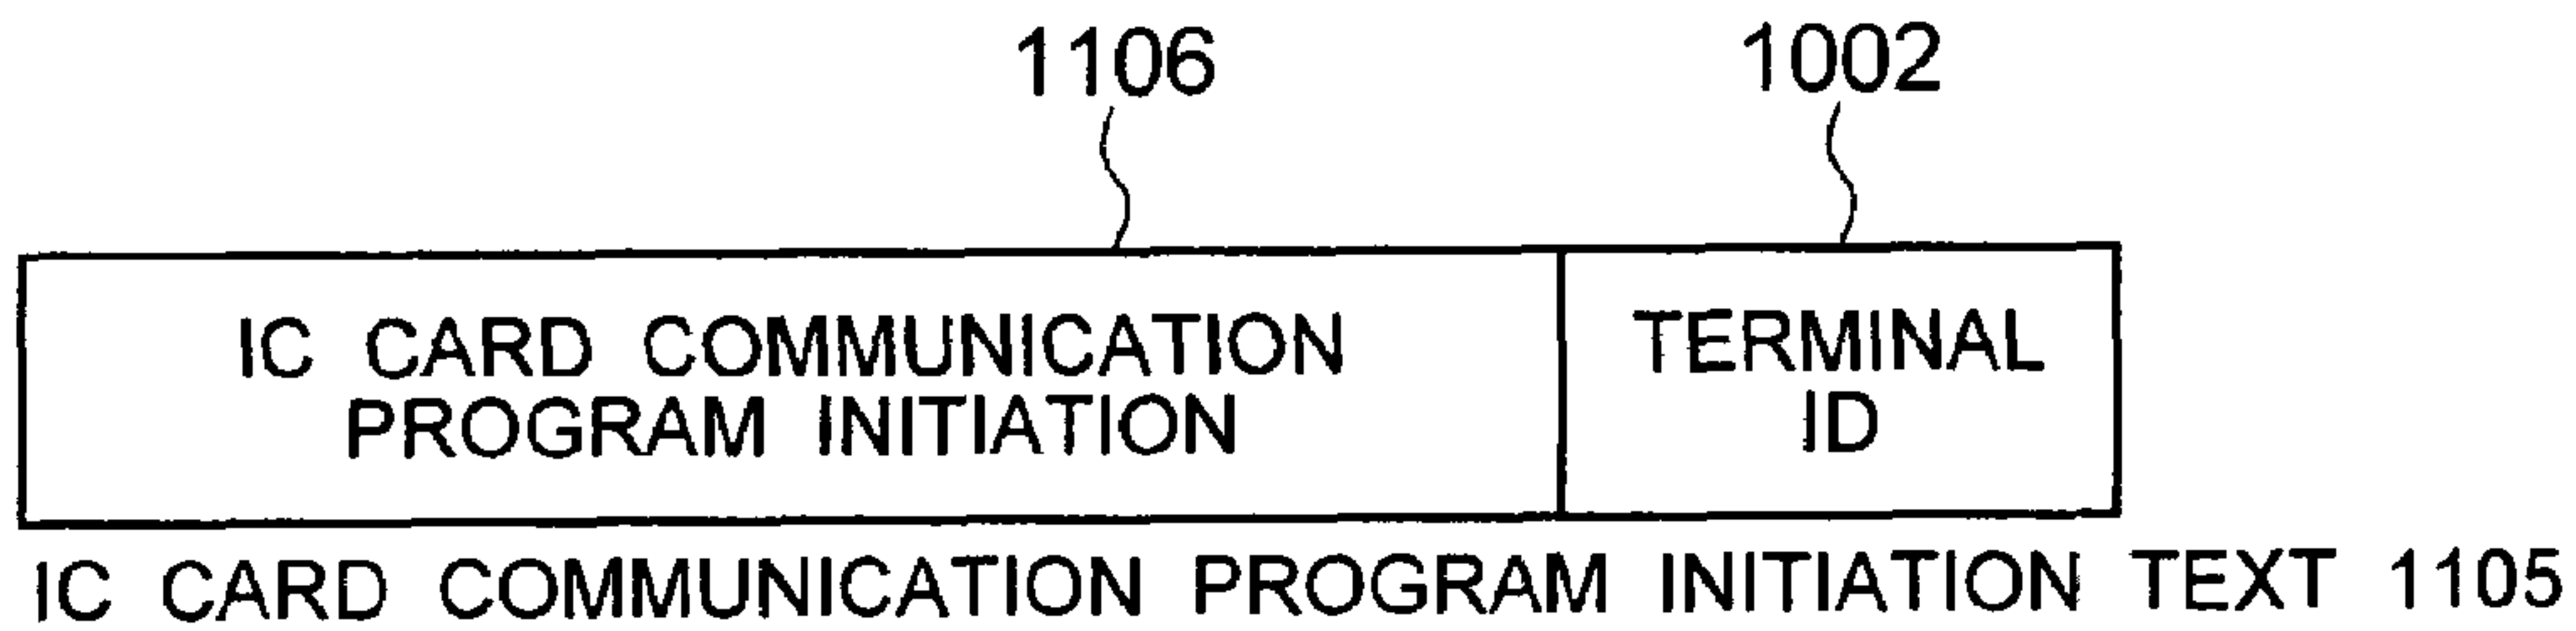 1106
1002
IC CARD COMMUNICATION
PROGRAM INITIATION
TERMINAL
ID
IC CARD COMMUNICATION PROGRAM INITIATION TEXT 1105